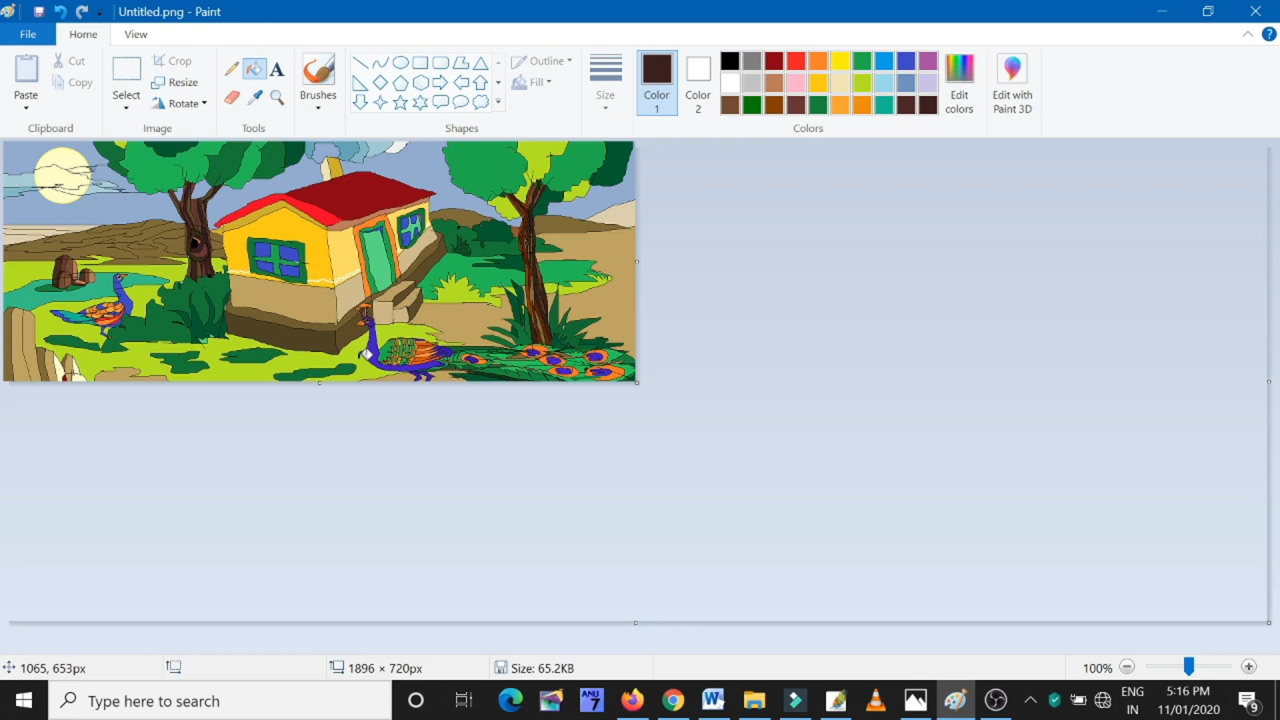 Untitled.png - Paint
File
Home
View
Paste
Cut
Copy
Clipboard
Select
Crop
Resize
Rotate
Image
A
Tools
Brushes
Outline
Fill
Shapes
Size
Color
1
Color
2
Edit
colors
Colors
Edit with
Paint 3D
1065, 653px
1896 × 720px
Size: 65.2KB
100%
Type here to search
ANU
7
W
ENG
IN
5:16 PM
11/01/2020
9